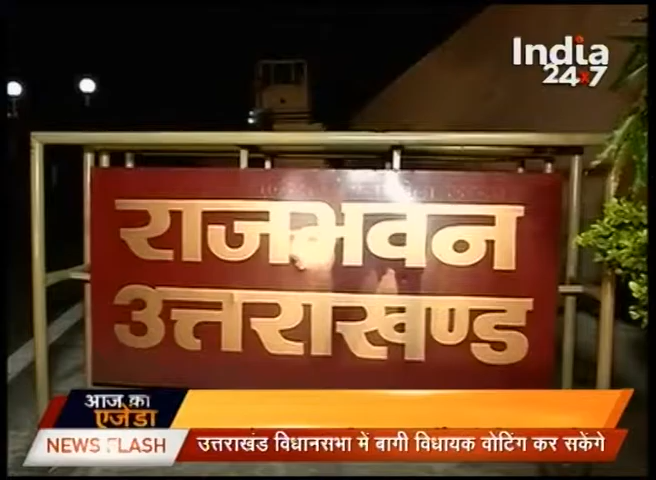 India
24x7
राजभवन
उत्तराखण्ड
आज का
एजेंडा
NEWS FLASH
उत्तराखंड विधानसभा में बागी विधायक वोटिंग कर सकेंगे